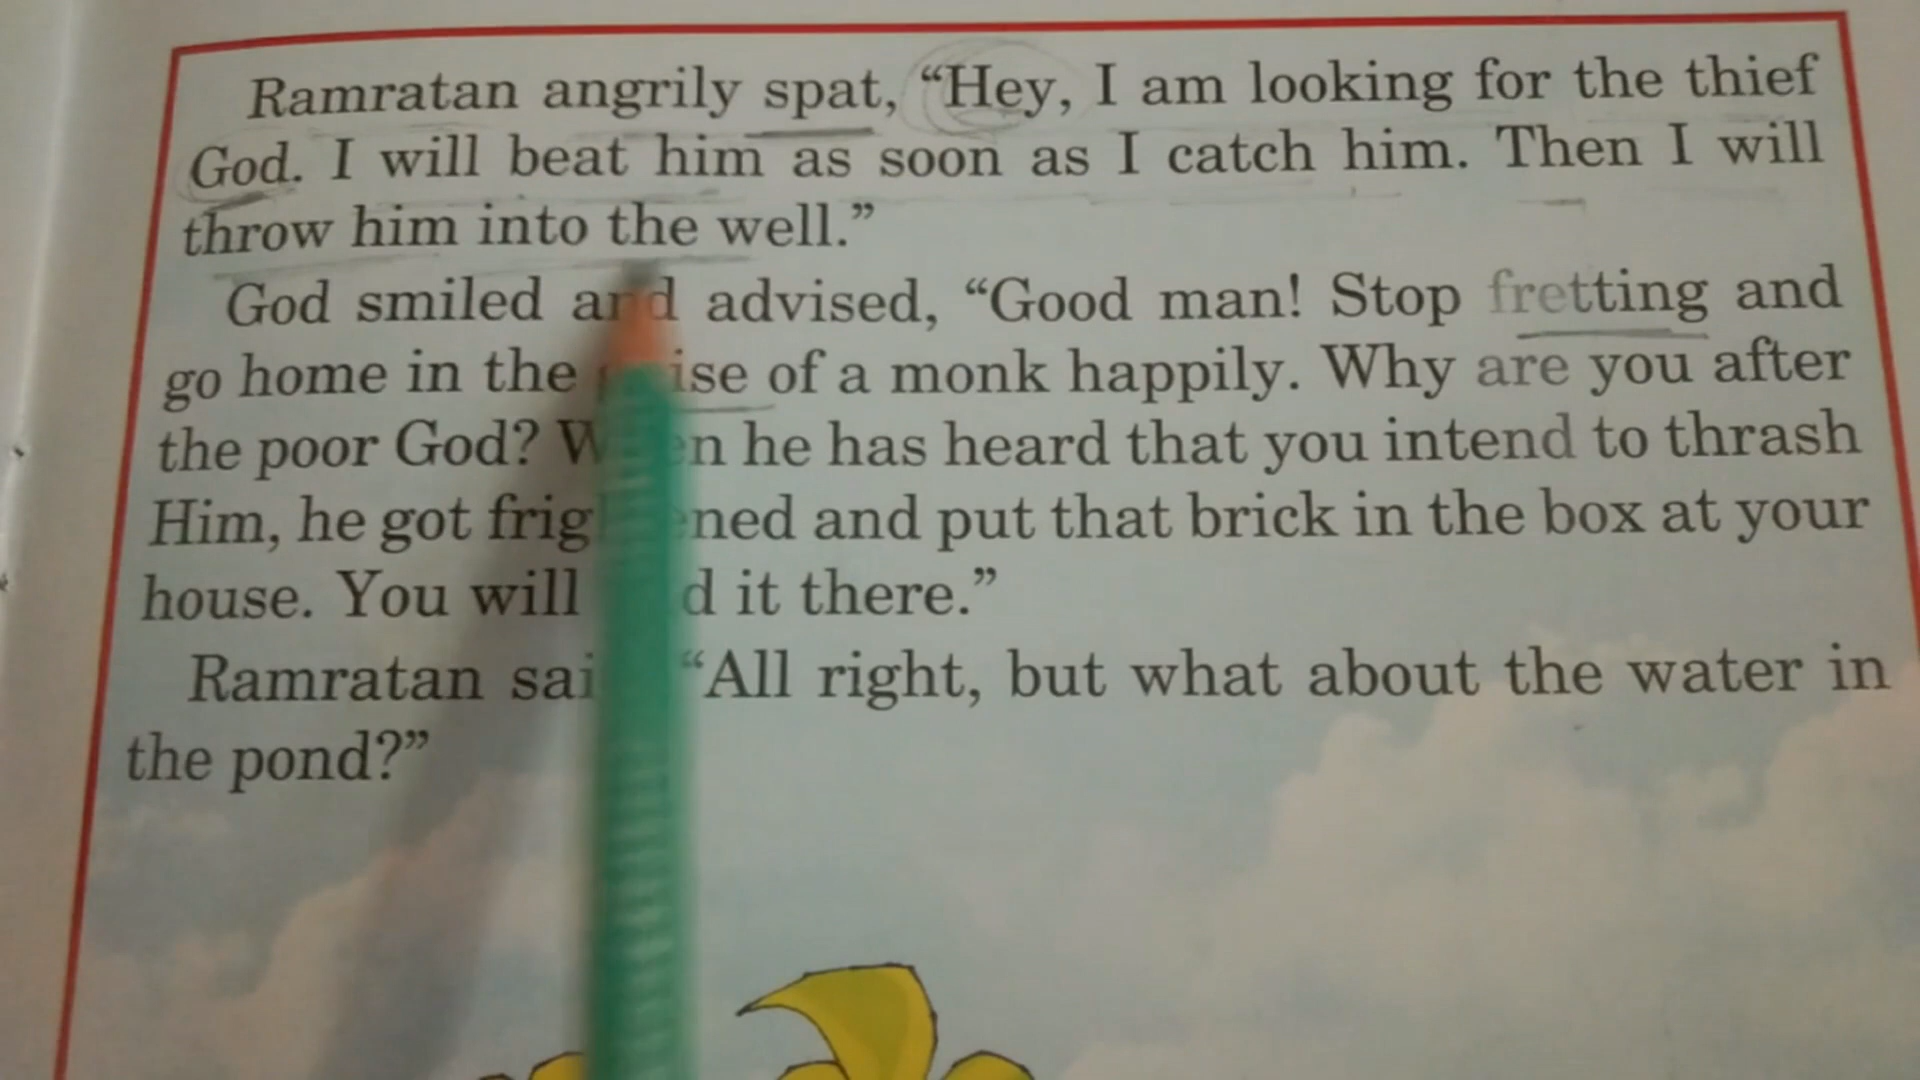 Ramratan angrily spat, “Hey, I am looking for the thief
God. I will beat him as soon as I catch him. Then I will
throw him into the well.”
God smiled and advised, “Good man! Stop fretting and
go home in the of a monk happily. Why are you after
the poor God? he has heard that you intend to thrash
Him, he got and put that brick in the box at your
house. You will it there.”
Ramratan “All right, but what about the water in
the pond?”